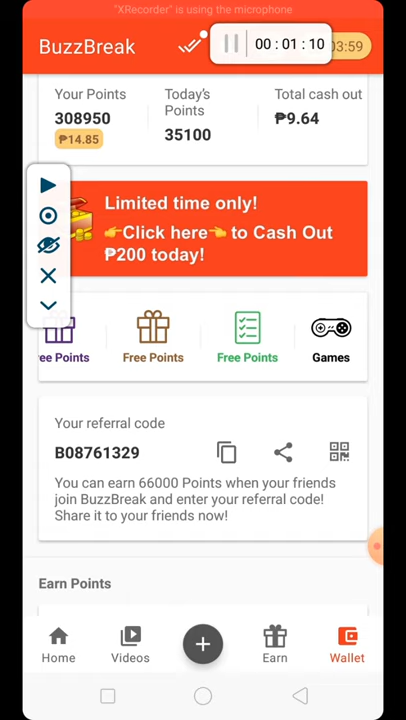 "XRecorder" is using the microphone
BuzzBreak
00 : 01 : 10
03:59
Your Points
Today's Points
Total cash out
308950
35100
₱9.64
₱14.85
Limited time only!
👉Click here👈 to Cash Out
₱200 today!
ree Points
Free Points
Free Points
Games
Your referral code
B08761329
You can earn 66000 Points when your friends
join BuzzBreak and enter your referral code!
Share it to your friends now!
Earn Points
Home
Videos
Earn
Wallet